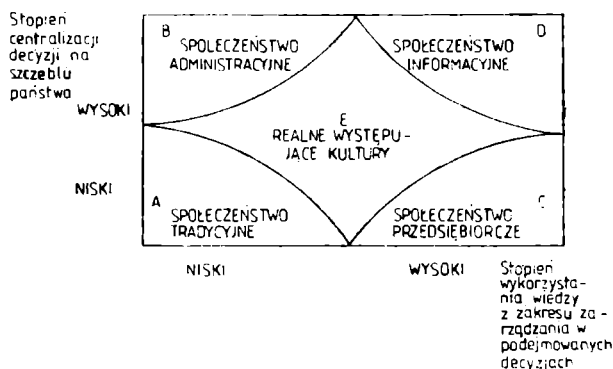 Stopień
centralizacji
decyzji na
szczeblu
państwa
WYSOKI
NISKI
B
SPOŁECZEŃSTWO
ADMINISTRACYJNE
D
SPOŁECZEŃSTWO
INFORMACYJNE
E
REALNE WYSTĘPU-
JĄCE KULTURY
A
SPOŁECZEŃSTWO
TRADYCYJNE
C
SPOŁECZEŃSTWO
PRZEDSIĘBIORCZE
NISKI
WYSOKI
Stopień
wykorzysta-
nia wiedzy
z zakresu za-
rządzania w
podejmowanych
decyzjach